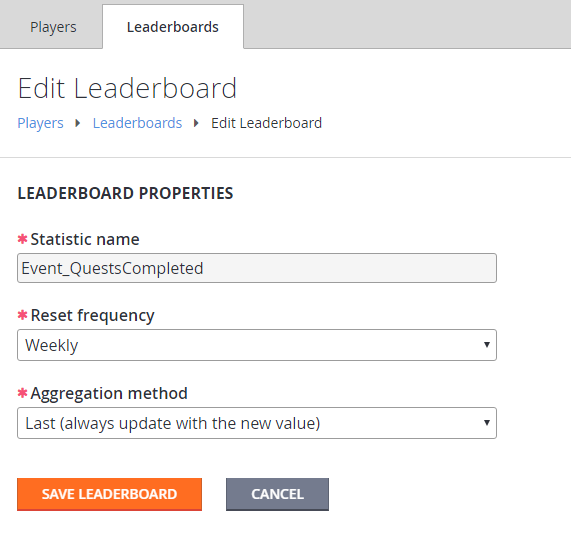 Players Leaderboards
Edit Leaderboard
Players Leaderboards Edit Leaderboard
LEADERBOARD PROPERTIES
✱ Statistic name
Event_QuestsCompleted
✱ Reset frequency
Weekly
✱ Aggregation method
Last (always update with the new value)
SAVE LEADERBOARD CANCEL